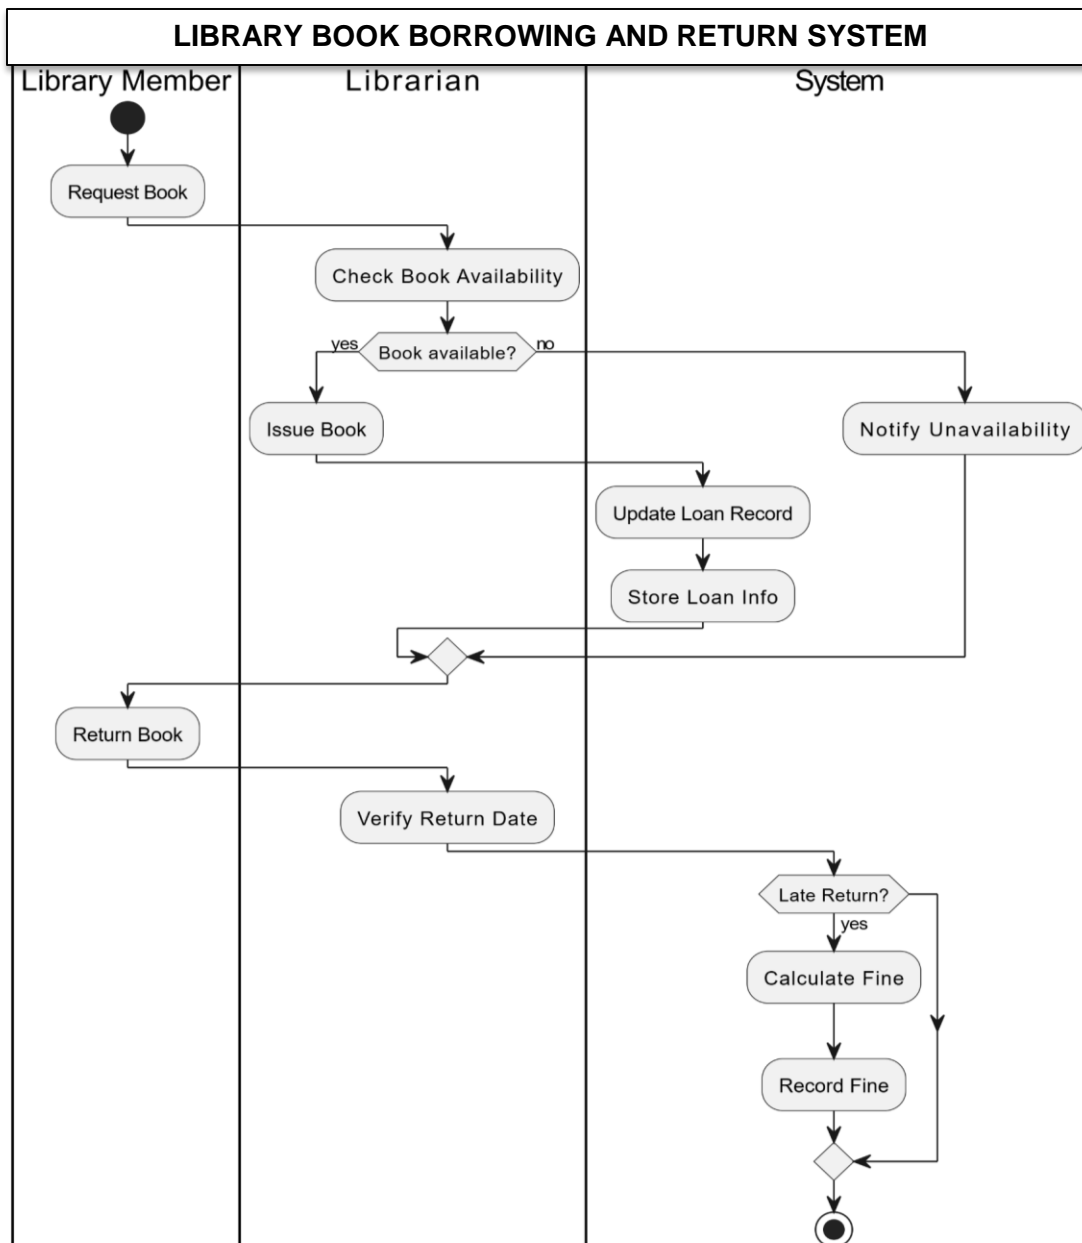 LIBRARY BOOK BORROWING AND RETURN SYSTEM
Library Member
Librarian
System
Request Book
Check Book Availability
Book available?
yes
no
Issue Book
Notify Unavailability
Update Loan Record
Store Loan Info
Return Book
Verify Return Date
Late Return?
yes
Calculate Fine
Record Fine